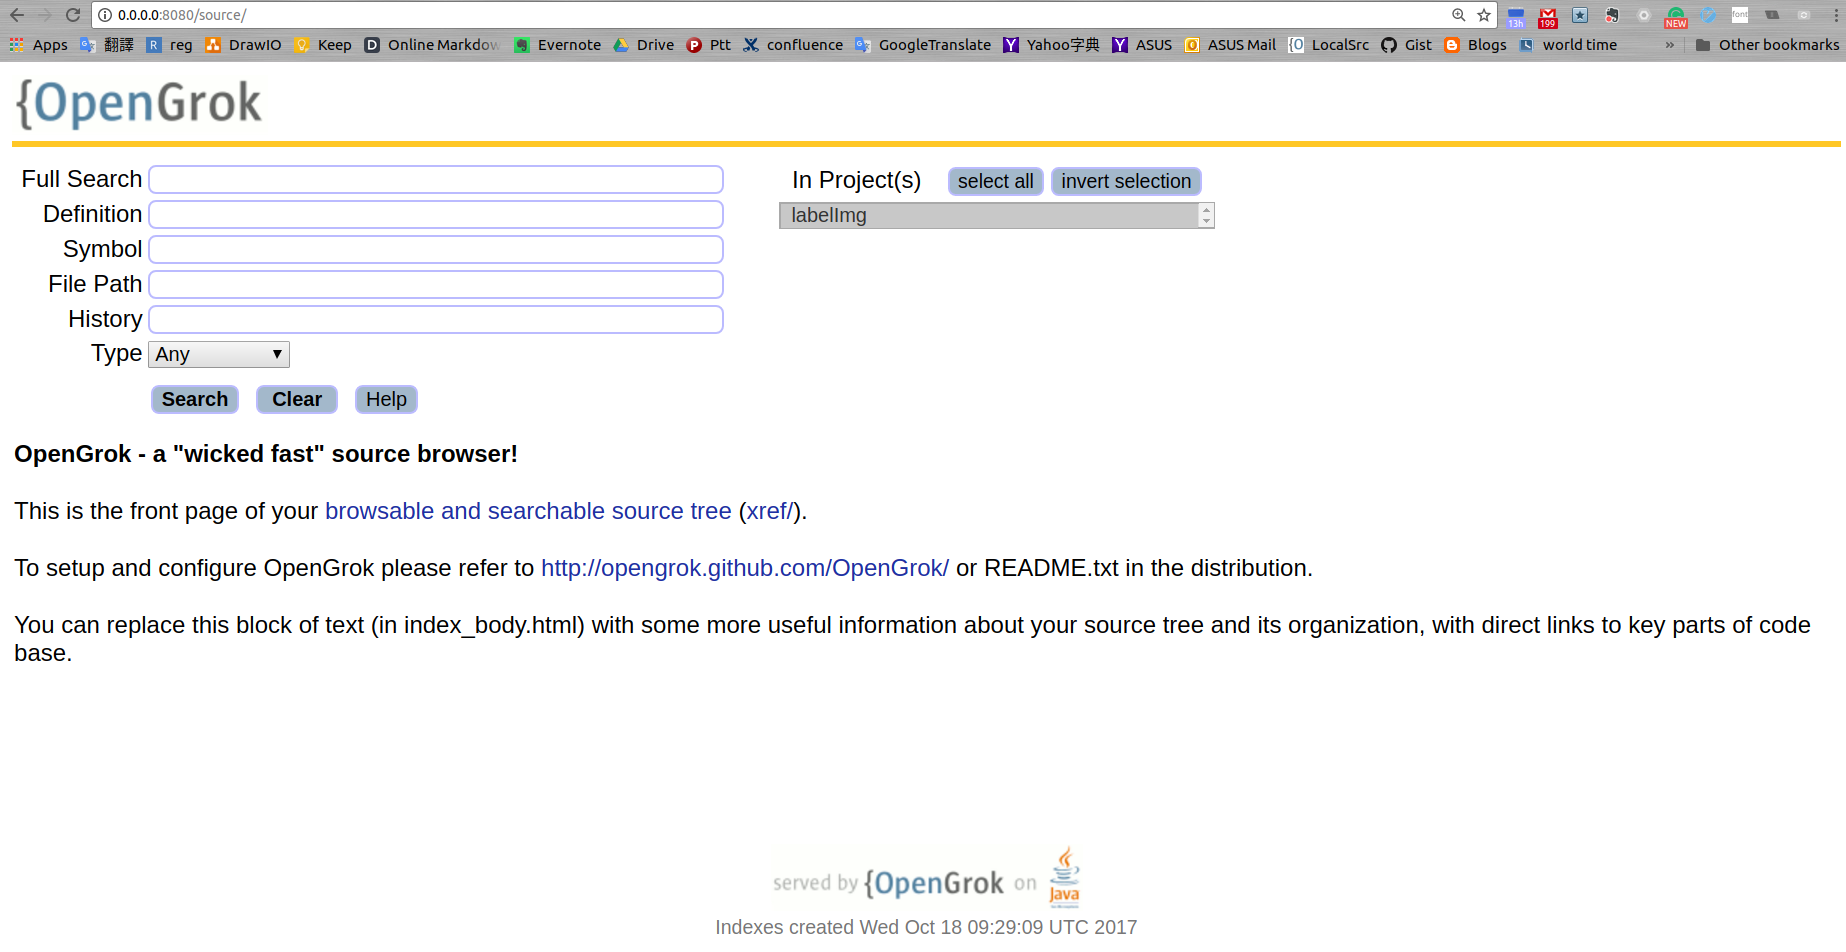 0.0.0.0:8080/source/
13h
199
NEW
font
Apps 翻譯 reg DrawIO Keep Online Markdow Evernote Drive Ptt confluence GoogleTranslate Yahoo字典 ASUS ASUS Mail LocalSrc Gist Blogs world time » Other bookmarks
{OpenGrok
Full Search
In Project(s) select all invert selection
Definition
labelImg
Symbol
File Path
History
Type Any
Search Clear Help
OpenGrok - a "wicked fast" source browser!
This is the front page of your browsable and searchable source tree (xref/).
To setup and configure OpenGrok please refer to http://opengrok.github.com/OpenGrok/ or README.txt in the distribution.
You can replace this block of text (in index_body.html) with some more useful information about your source tree and its organization, with direct links to key parts of code
base.
served by {OpenGrok on Java
Indexes created Wed Oct 18 09:29:09 UTC 2017